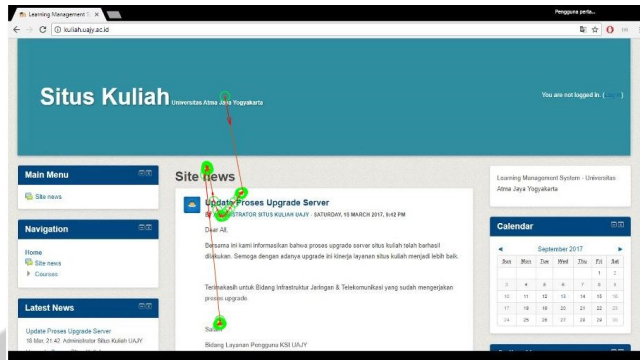 Learning Management S
Pengguna perta...
kuliah.uajy.ac.id
Situs Kuliah Universitas Atma Jaya Yogyakarta
You are not logged in. (
Main Menu
Site news
Navigation
Home
Site news
Courses
Latest News
Update Proses Upgrade Server
18 Mar, 21:42 Administrator Situs Kuliah UAJY
Site news
Update Proses Upgrade Server
BY ADMINISTRATOR SITUS KULIAH UAJY - SATURDAY, 18 MARCH 2017, 9:42 PM
Dear All,
Bersama ini kami informasikan bahwa proses upgrade server situs kuliah telah berhasil
dilakukan. Semoga dengan adanya upgrade ini kinerja layanan situs kuliah menjadi lebih baik.
Terimakasih untuk Bidang Infrastruktur Jaringan & Telekomunikasi yang sudah mengerjakan
proses upgrade.
Salam
Bidang Layanan Pengguna KSI UAJY
Learning Management System - Universitas
Atma Jaya Yogyakarta
Calendar
September 2017
Sun Mon Tue Wed Thu Fri Sat
1 2
3 4 5 6 7 8 9
10 11 12 13 14 15 16
17 18 19 20 21 22 23
24 25 26 27 28 29 30